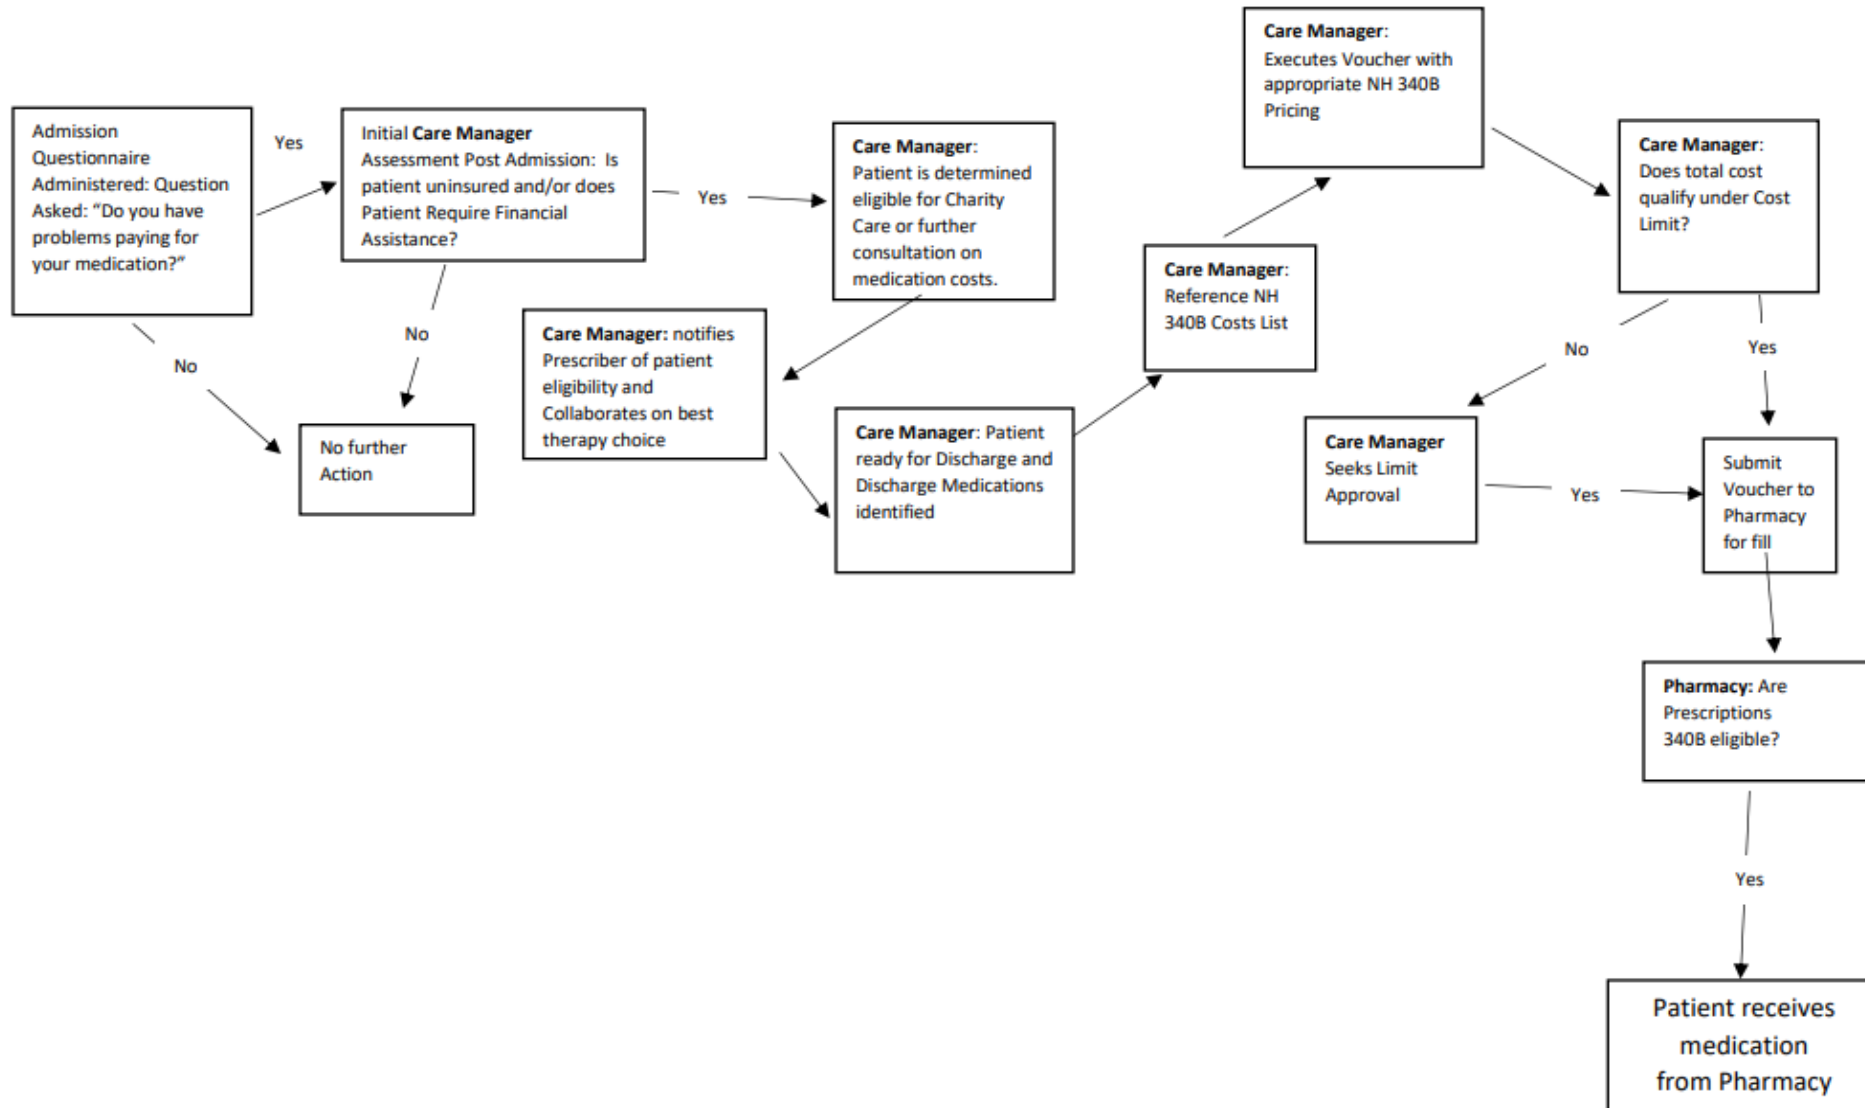 Admission
Questionnaire
Administered: Question
Asked: “Do you have
problems paying for
your medication?”
Yes
No
Initial Care Manager
Assessment Post Admission:  Is
patient uninsured and/or does
Patient Require Financial
Assistance?
Yes
No
No further
Action
Care Manager:
Patient is determined
eligible for Charity
Care or further
consultation on
medication costs.
Care Manager: notifies
Prescriber of patient
eligibility and
Collaborates on best
therapy choice
Care Manager: Patient
ready for Discharge and
Discharge Medications
identified
Care Manager:
Reference NH
340B Costs List
Care Manager:
Executes Voucher with
appropriate NH 340B
Pricing
Care Manager:
Does total cost
qualify under Cost
Limit?
No
Yes
Care Manager
Seeks Limit
Approval
Yes
Submit
Voucher to
Pharmacy
for fill
Pharmacy: Are
Prescriptions
340B eligible?
Yes
Patient receives
medication
from Pharmacy